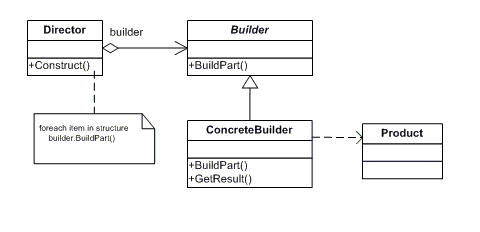 Director
builder
Builder
+Construct()
+BuildPart()
foreach item in structure
builder.BuildPart()
ConcreteBuilder
Product
+BuildPart()
+GetResult()